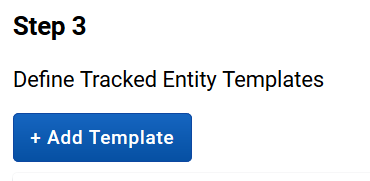 Step 3
Define Tracked Entity Templates
+ Add Template